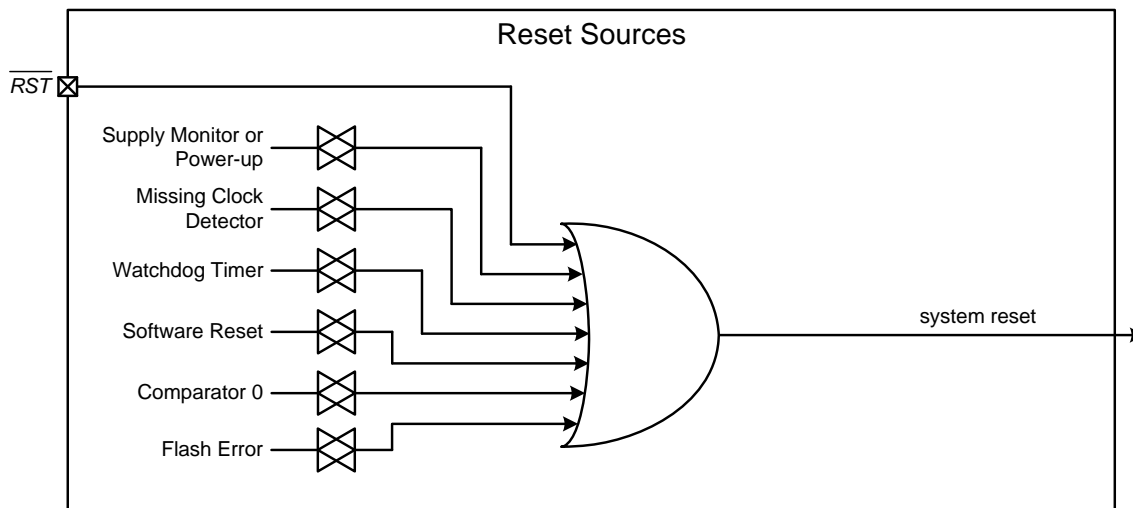 Reset Sources
RST
Supply Monitor or
Power-up
Missing Clock
Detector
Watchdog Timer
Software Reset
Comparator 0
Flash Error
system reset